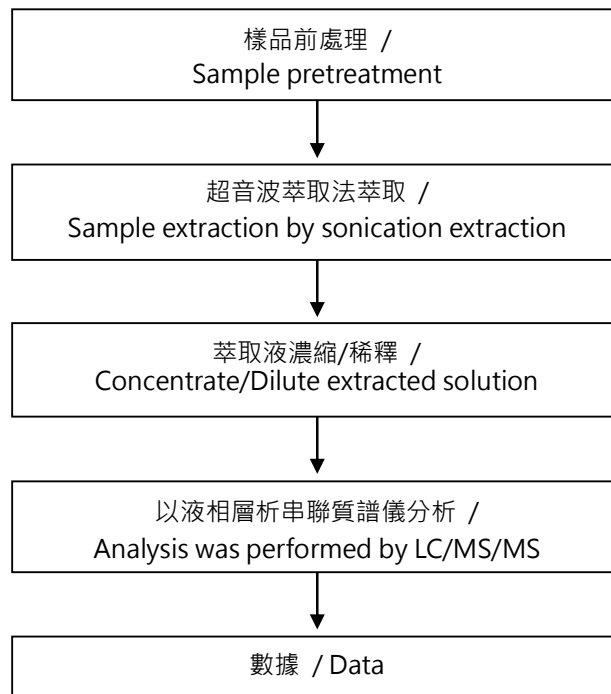 樣品前處理 /
Sample pretreatment
超音波萃取法萃取 /
Sample extraction by sonication extraction
萃取液濃縮/稀釋 /
Concentrate/Dilute extracted solution
以液相層析串聯質譜儀分析 /
Analysis was performed by LC/MS/MS
數據 / Data